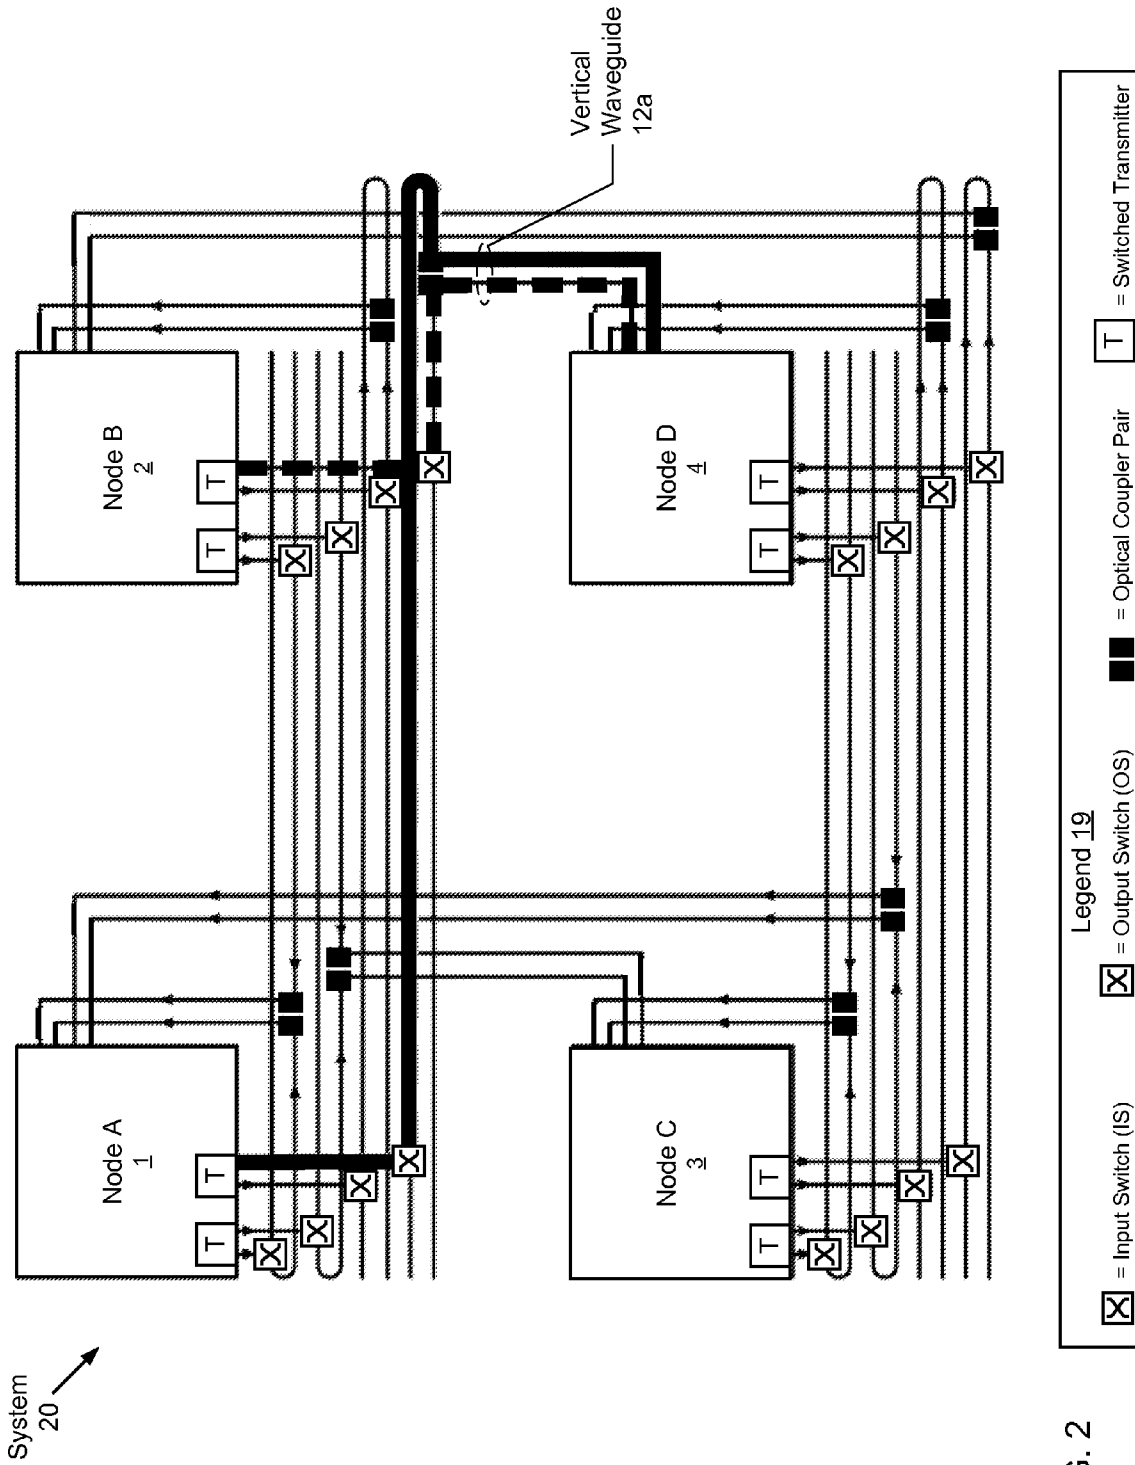 System
20
Node A
1
T
T
Node B
2
T
T
Vertical
Waveguide
12a
Node C
3
T
T
Node D
4
T
T
Legend 19
= Input Switch (IS)
= Output Switch (OS)
= Optical Coupler Pair
T = Switched Transmitter
. 2